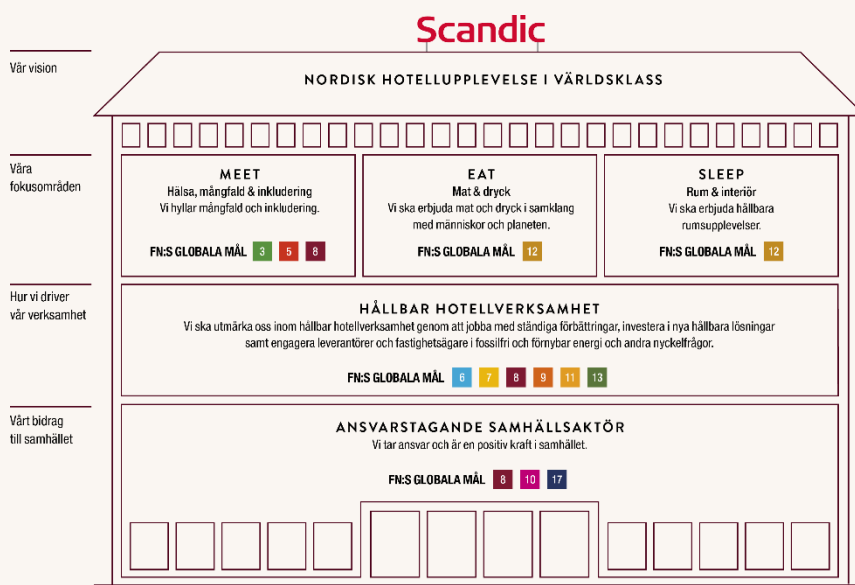 Scandic
Vår vision
NORDISK HOTELLUPPLEVELSE I VÄRLDSKLASS
Våra
fokusområden
MEET
Hälsa, mångfald & inkludering
Vi hyllar mångfald och inkludering.
FN:S GLOBALA MÅL 3 5 8
EAT
Mat & dryck
Vi ska erbjuda mat och dryck i samklang
med människor och planeten.
FN:S GLOBALA MÅL 12
SLEEP
Rum & interiör
Vi ska erbjuda hållbara
rumsupplevelser.
FN:S GLOBALA MÅL 12
Hur vi driver
vår verksamhet
HÅLLBAR HOTELLVERKSAMHET
Vi ska utmärka oss inom hållbar hotellverksamhet genom att jobba med ständiga förbättringar, investera i nya hållbara lösningar
samt engagera leverantörer och fastighetsägare i fossilfri och förnybar energi och andra nyckelfrågor.
FN:S GLOBALA MÅL 6 7 8 9 11 13
Vårt bidrag
till samhället
ANSVARSTAGANDE SAMHÄLLSAKTÖR
Vi tar ansvar och är en positiv kraft i samhället.
FN:S GLOBALA MÅL 8 10 17